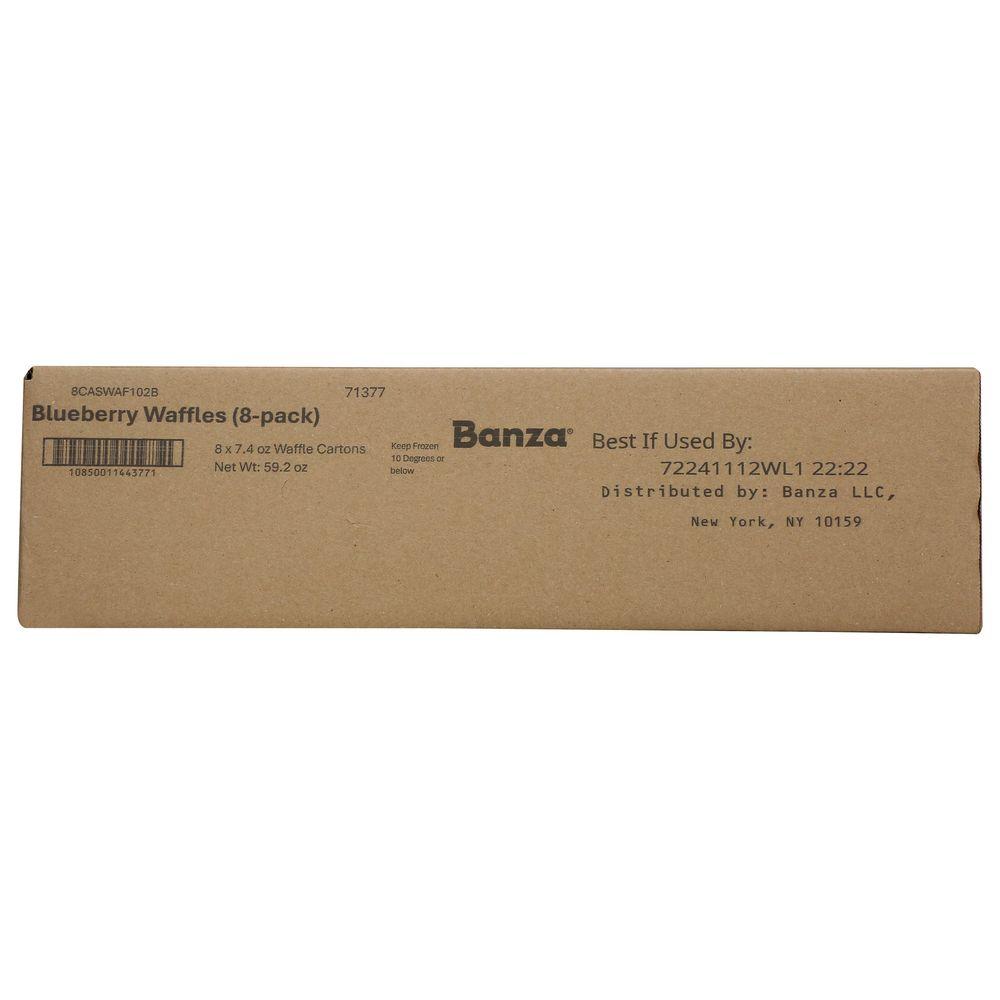 8CASWAF102B
71377
Blueberry Waffles (8-pack)
10850011443771
8 x 7.4 oz Waffle Cartons
Net Wt: 59.2 oz
Keep Frozen
10 Degrees or
below
Banza®
Best If Used By:
72241112WL1 22:22
Distributed by: Banza LLC,
New York, NY 10159